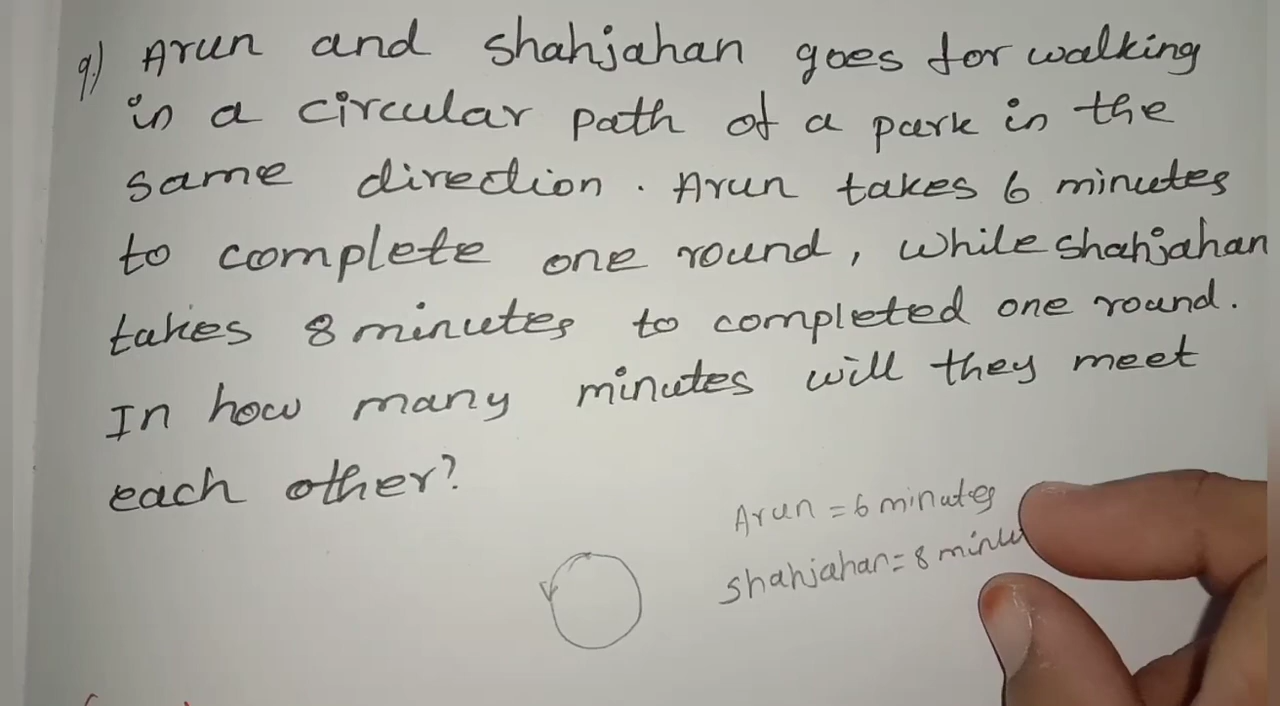 9) Arun and shahjahan goes for walking
in a circular path of a park in the
same direction. Arun takes 6 minutes
to complete one round, while shahjahan
takes 8 minutes to completed one round.
In how many minutes will they meet
each other?
Arun = 6 minutes
shahjahan = 8 minu